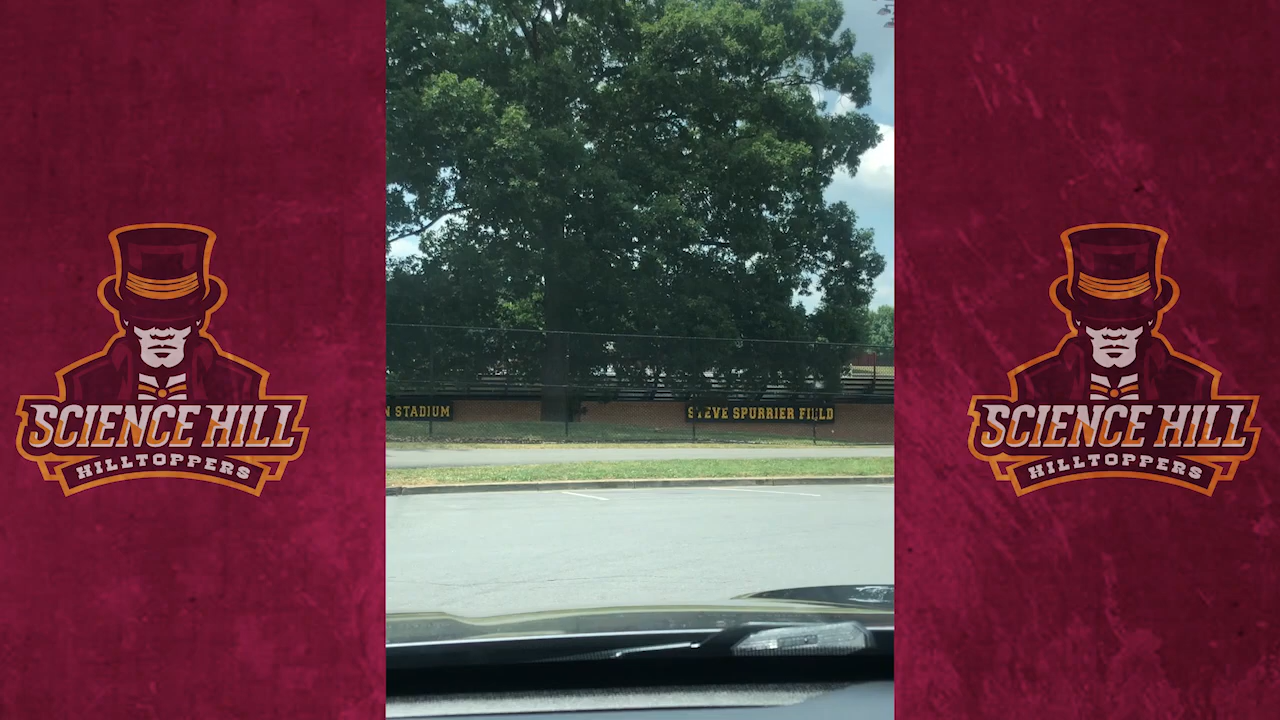 SCIENCE HILL
HILLTOPPERS
N STADIUM
STEVE SPURRIER FIELD
SCIENCE HILL
HILLTOPPERS